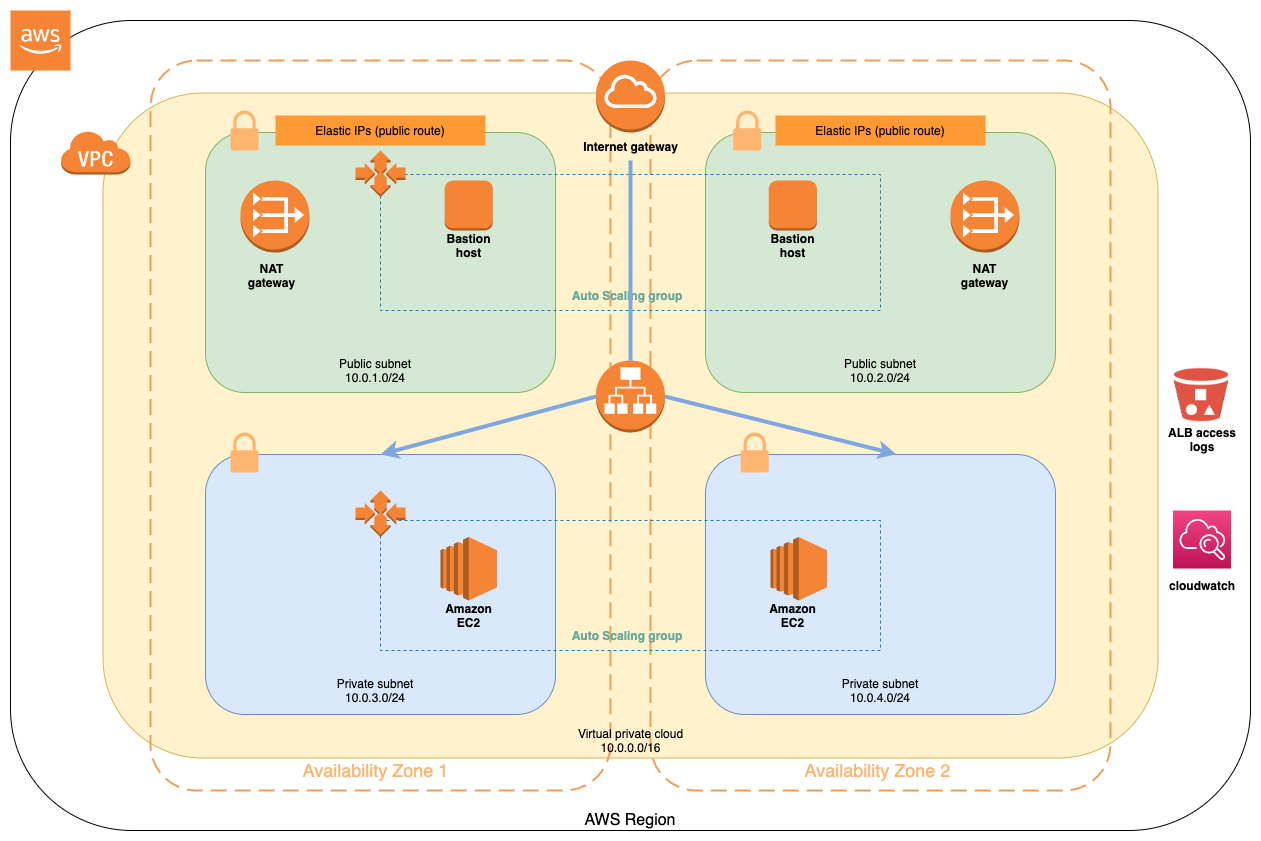 aws
VPC
Elastic IPs (public route)
Elastic IPs (public route)
Internet gateway
NAT
gateway
Bastion
host
Bastion
host
NAT
gateway
Auto Scaling group
Public subnet
10.0.1.0/24
Public subnet
10.0.2.0/24
ALB access
logs
Amazon
EC2
Amazon
EC2
cloudwatch
Auto Scaling group
Private subnet
10.0.3.0/24
Private subnet
10.0.4.0/24
Virtual private cloud
10.0.0.0/16
Availability Zone 1
Availability Zone 2
AWS Region